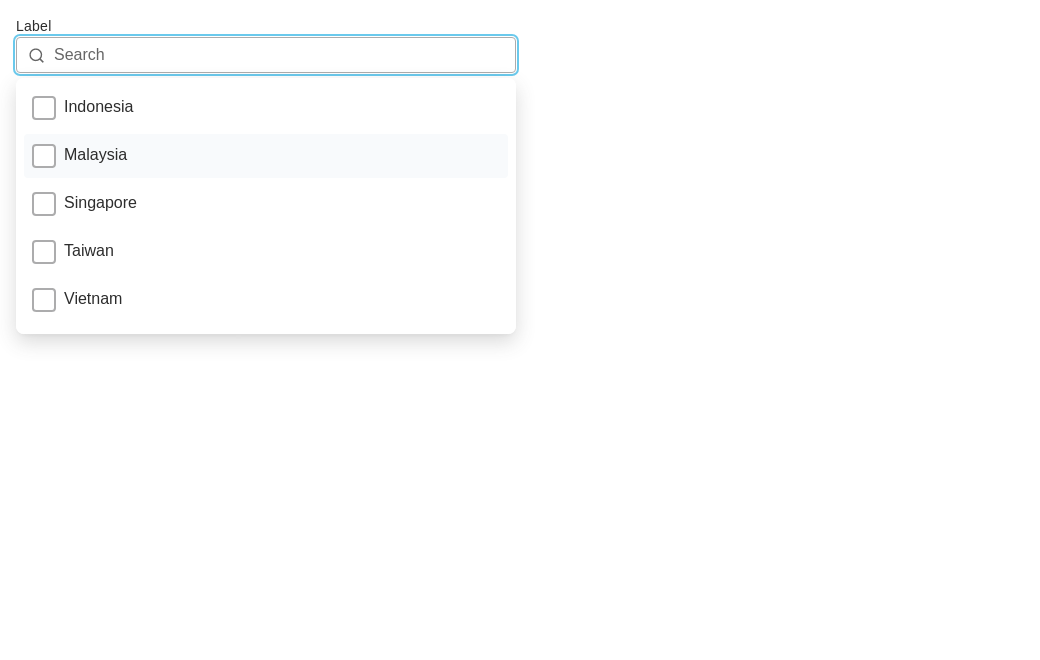 Label
Search
Indonesia
Malaysia
Singapore
Taiwan
Vietnam